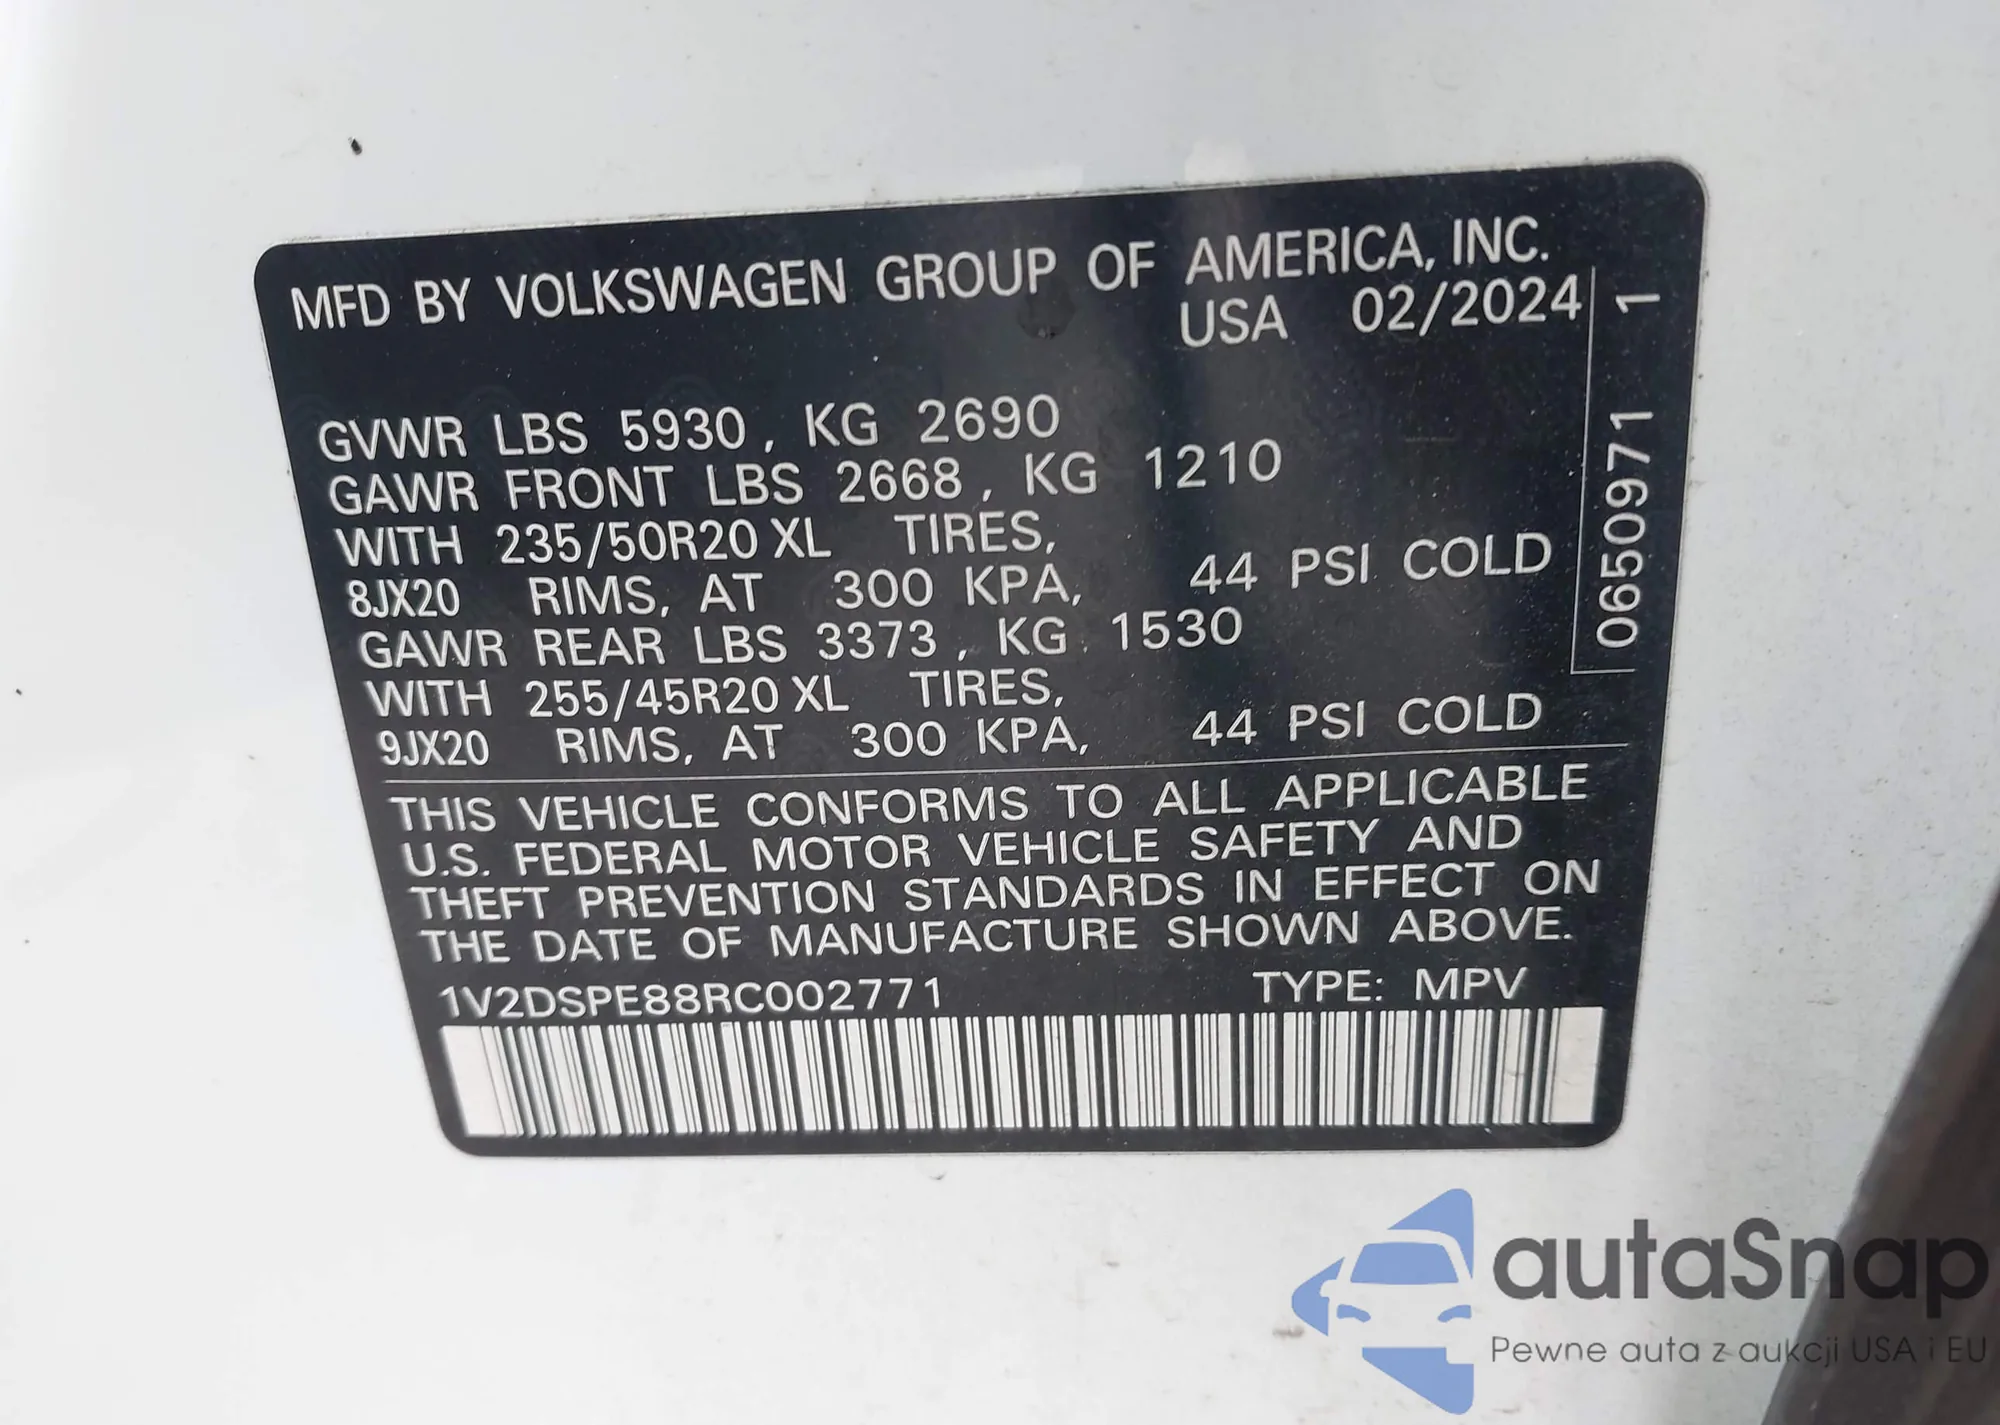 MFD BY VOLKSWAGEN GROUP OF AMERICA, INC.
USA 02/2024
GVWR LBS 5930, KG 2690
GAWR FRONT LBS 2668, KG 1210
WITH 235/50R20 XL TIRES,
8JX20 RIMS, AT 300 KPA, 44 PSI COLD
GAWR REAR LBS 3373, KG 1530
WITH 255/45R20 XL TIRES,
9JX20 RIMS, AT 300 KPA, 44 PSI COLD
0650971 1
THIS VEHICLE CONFORMS TO ALL APPLICABLE
U.S. FEDERAL MOTOR VEHICLE SAFETY AND
THEFT PREVENTION STANDARDS IN EFFECT ON
THE DATE OF MANUFACTURE SHOWN ABOVE.
1V2DSPE88RC002771 TYPE: MPV
autaSnap
Pewne auta z aukcji USA i EU